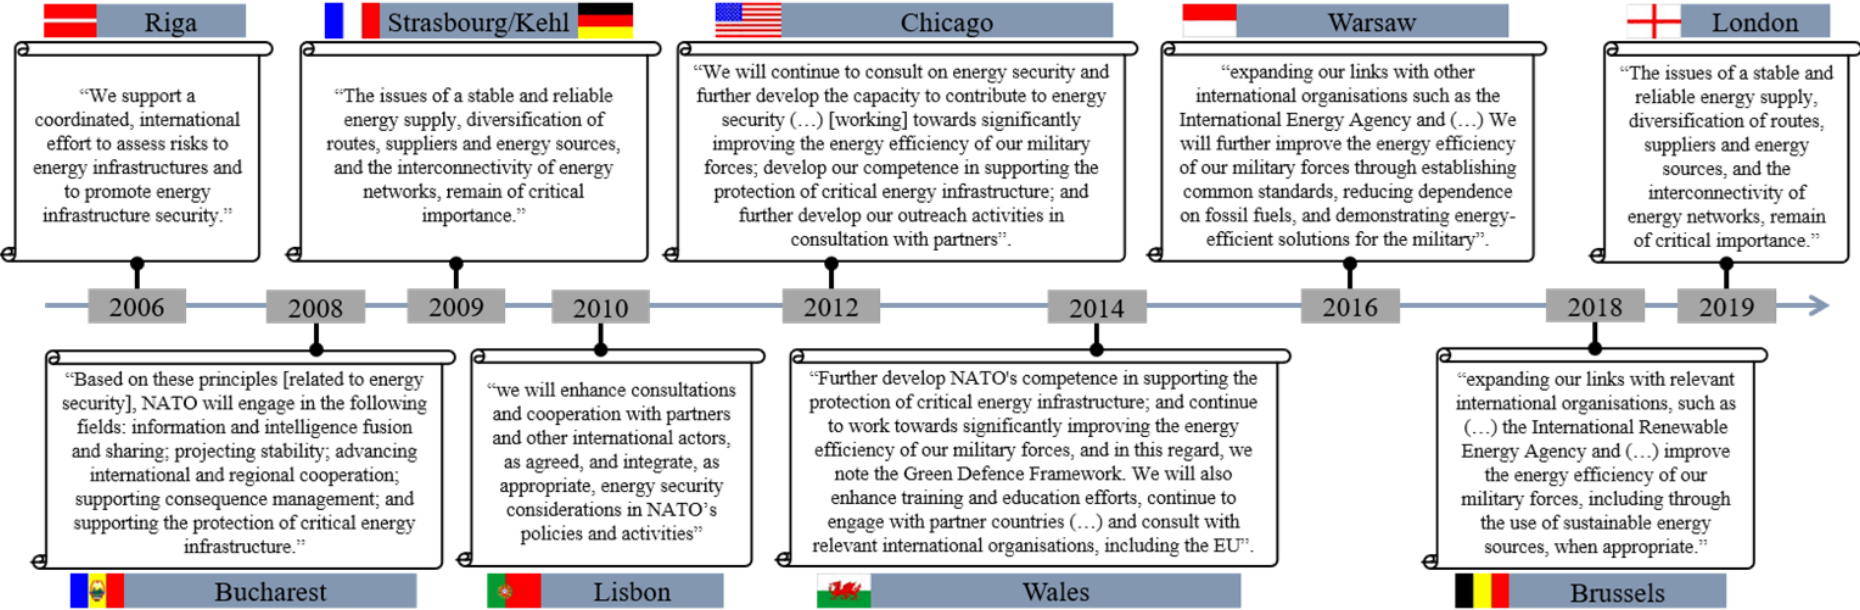 Riga
“We support a
coordinated, international
effort to assess risks to
energy infrastructures and
to promote energy
infrastructure security.”
Strasbourg/Kehl
“The issues of a stable and reliable
energy supply, diversification of
routes, suppliers and energy sources,
and the interconnectivity of energy
networks, remain of critical
importance.”
Chicago
“We will continue to consult on energy security and
further develop the capacity to contribute to energy
security (…) [working] towards significantly
improving the energy efficiency of our military
forces; develop our competence in supporting the
protection of critical energy infrastructure; and
further develop our outreach activities in
consultation with partners”.
Warsaw
“expanding our links with other
international organisations such as the
International Energy Agency and (…) We
will further improve the energy efficiency
of our military forces through establishing
common standards, reducing dependence
on fossil fuels, and demonstrating energy-
efficient solutions for the military”.
London
“The issues of a stable and
reliable energy supply,
diversification of routes,
suppliers and energy
sources, and the
interconnectivity of
energy networks, remain
of critical importance.”
2006
2008
2009
2010
2012
2014
2016
2018
2019
“Based on these principles [related to energy
security], NATO will engage in the following
fields: information and intelligence fusion
and sharing; projecting stability; advancing
international and regional cooperation;
supporting consequence management; and
supporting the protection of critical energy
infrastructure.”
Bucharest
“we will enhance consultations
and cooperation with partners
and other international actors,
as agreed, and integrate, as
appropriate, energy security
considerations in NATO’s
policies and activities”
Lisbon
“Further develop NATO's competence in supporting the
protection of critical energy infrastructure; and continue
to work towards significantly improving the energy
efficiency of our military forces, and in this regard, we
note the Green Defence Framework. We will also
enhance training and education efforts, continue to
engage with partner countries (…) and consult with
relevant international organisations, including the EU”.
Wales
“expanding our links with relevant
international organisations, such as
(…) the International Renewable
Energy Agency and (…) improve
the energy efficiency of our
military forces, including through
the use of sustainable energy
sources, when appropriate.”
Brussels